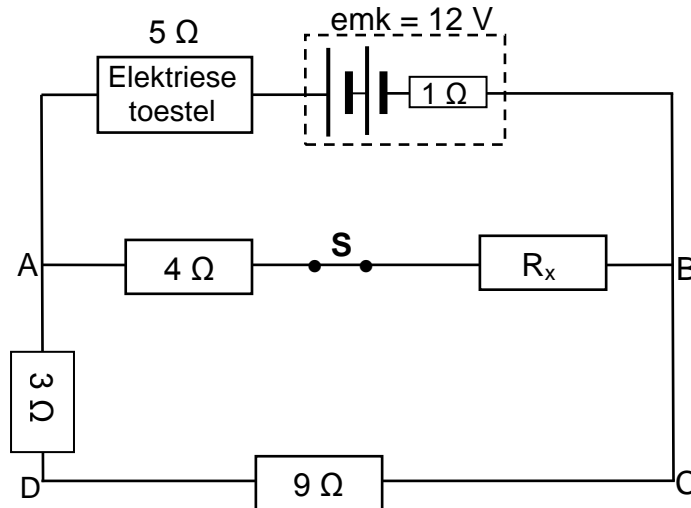 emk = 12 V
5 Ω
Elektriese
toestel
1 Ω
S
A
4 Ω
Rₓ
B
3 Ω
D
9 Ω
C